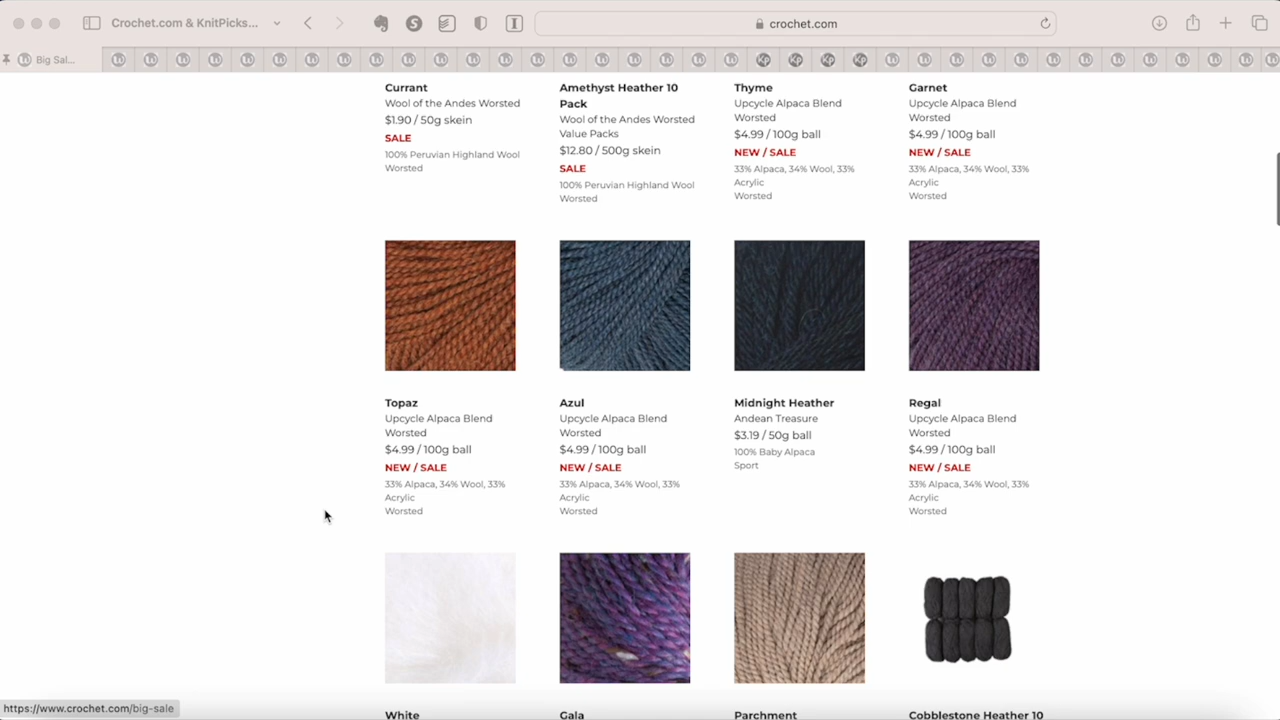 Crochet.com & KnitPicks...
crochet.com
Big Sal...
Currant
Wool of the Andes Worsted
$1.90 / 50g skein
SALE
100% Peruvian Highland Wool
Worsted
Amethyst Heather 10
Pack
Wool of the Andes Worsted
Value Packs
$12.80 / 500g skein
SALE
100% Peruvian Highland Wool
Worsted
Thyme
Upcycle Alpaca Blend
Worsted
$4.99 / 100g ball
NEW / SALE
33% Alpaca, 34% Wool, 33%
Acrylic
Worsted
Garnet
Upcycle Alpaca Blend
Worsted
$4.99 / 100g ball
NEW / SALE
33% Alpaca, 34% Wool, 33%
Acrylic
Worsted
Topaz
Upcycle Alpaca Blend
Worsted
$4.99 / 100g ball
NEW / SALE
33% Alpaca, 34% Wool, 33%
Acrylic
Worsted
Azul
Upcycle Alpaca Blend
Worsted
$4.99 / 100g ball
NEW / SALE
33% Alpaca, 34% Wool, 33%
Acrylic
Worsted
Midnight Heather
Andean Treasure
$3.19 / 50g ball
100% Baby Alpaca
Sport
Regal
Upcycle Alpaca Blend
Worsted
$4.99 / 100g ball
NEW / SALE
33% Alpaca, 34% Wool, 33%
Acrylic
Worsted
White
Gala
Parchment
Cobblestone Heather 10
https://www.crochet.com/big-sale